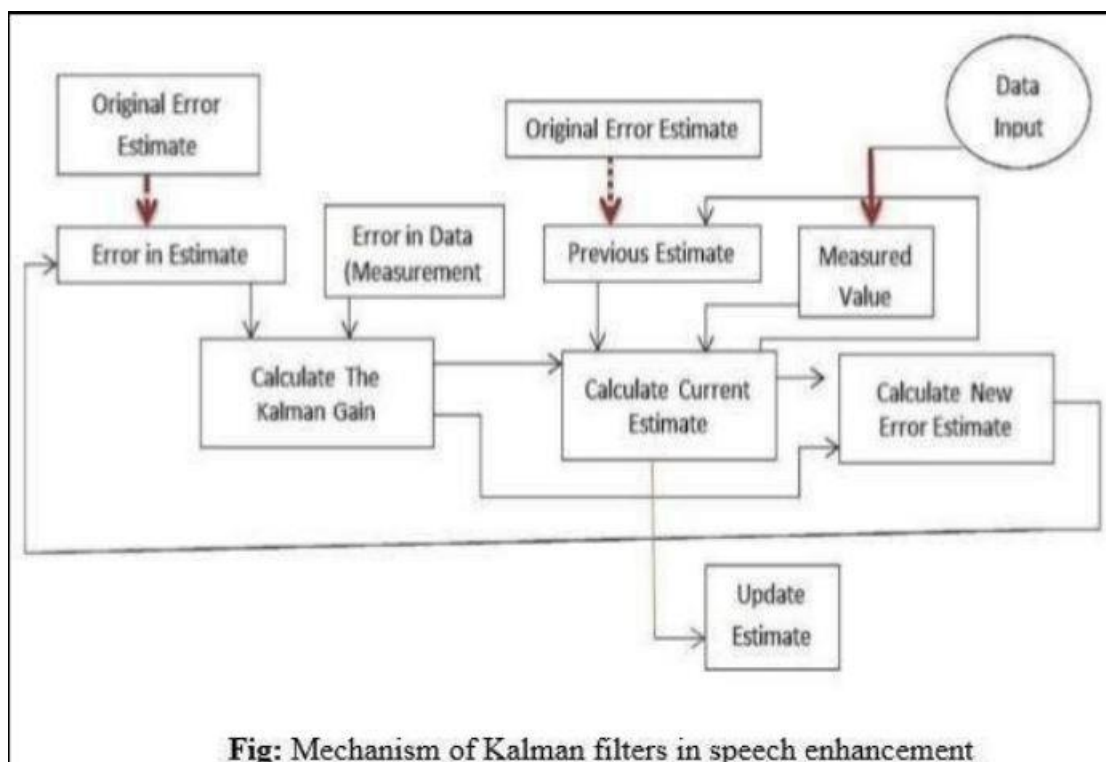 Original Error
Estimate
Original Error Estimate
Data
Input
Error in Estimate
Error in Data
(Measurement
Previous Estimate
Measured
Value
Calculate The
Kalman Gain
Calculate Current
Estimate
Calculate New
Error Estimate
Update
Estimate
Fig: Mechanism of Kalman filters in speech enhancement